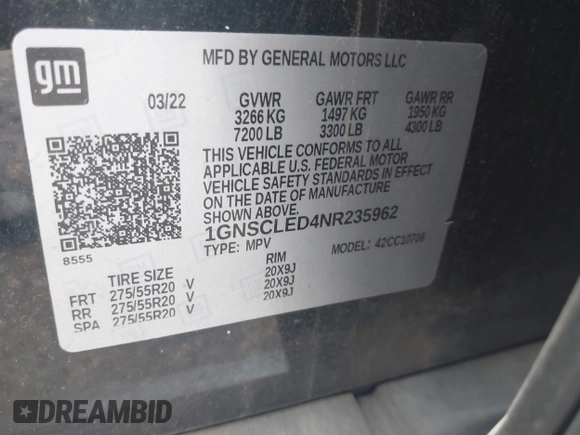 gm
MFD BY GENERAL MOTORS LLC
03/22 GVWR GAWR FRT GAWR RR
3266 KG 1497 KG 1950 KG
7200 LB 3300 LB 4300 LB
THIS VEHICLE CONFORMS TO ALL
APPLICABLE U.S. FEDERAL MOTOR
VEHICLE SAFETY STANDARDS IN EFFECT
ON THE DATE OF MANUFACTURE
SHOWN ABOVE.
1GNSCLED4NR235962
8555 TYPE: MPV MODEL: 42CC10706
TIRE SIZE RIM
FRT 275/55R20 V 20X9J
RR 275/55R20 V 20X9J
SPA 275/55R20 V 20X9J
DREAMBID